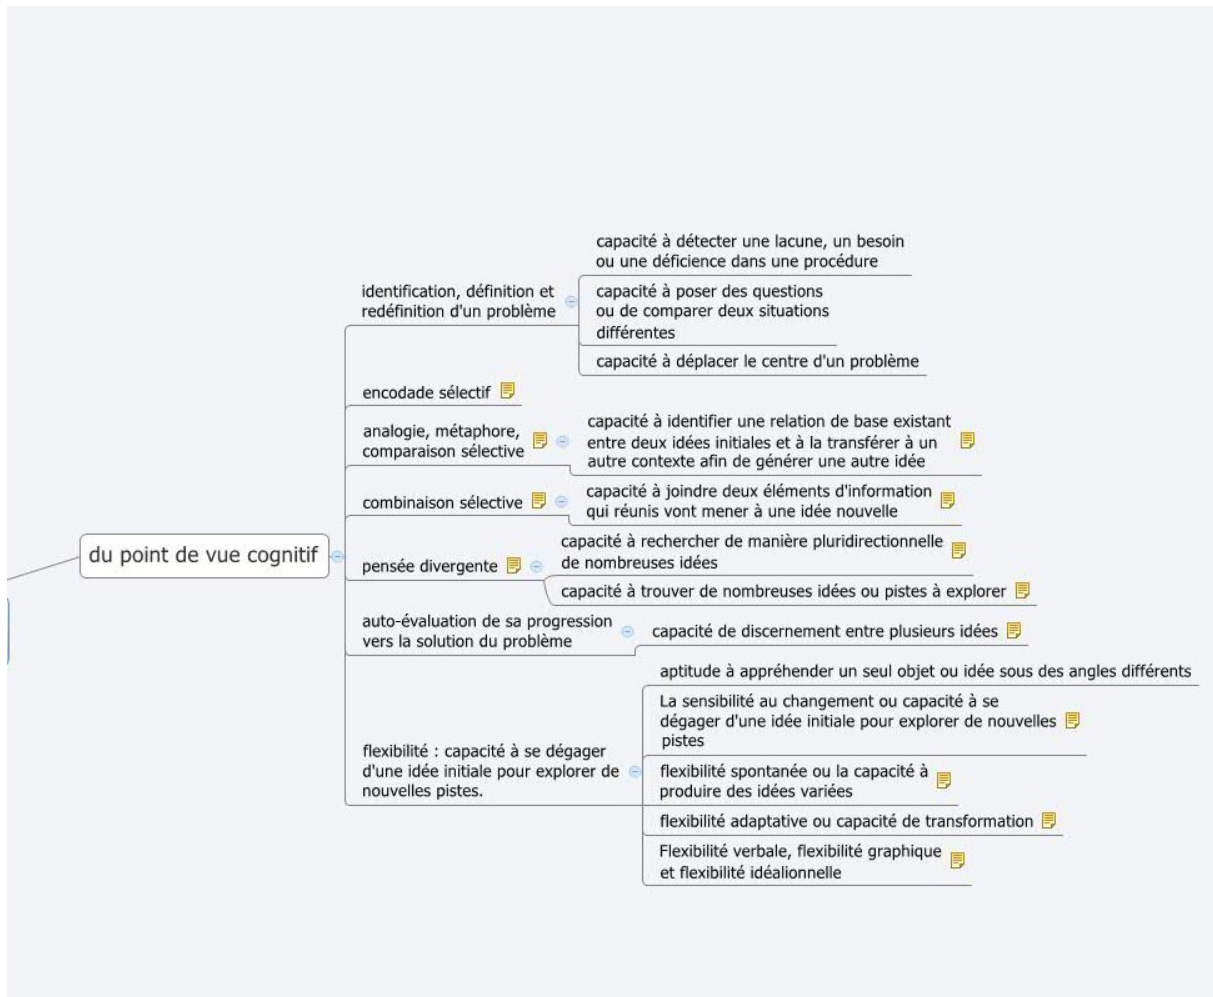 du point de vue cognitif
identification, définition et
redéfinition d'un problème
capacité à détecter une lacune, un besoin
ou une déficience dans une procédure
capacité à poser des questions
ou de comparer deux situations
différentes
capacité à déplacer le centre d'un problème
encodade sélectif
analogie, métaphore,
comparaison sélective
capacité à identifier une relation de base existant
entre deux idées initiales et à la transférer à un
autre contexte afin de générer une autre idée
combinaison sélective
capacité à joindre deux éléments d'information
qui réunis vont mener à une idée nouvelle
pensée divergente
capacité à rechercher de manière pluridirectionnelle
de nombreuses idées
capacité à trouver de nombreuses idées ou pistes à explorer
auto-évaluation de sa progression
vers la solution du problème
capacité de discernement entre plusieurs idées
flexibilité : capacité à se dégager
d'une idée initiale pour explorer de
nouvelles pistes.
aptitude à appréhender un seul objet ou idée sous des angles différents
La sensibilité au changement ou capacité à se
dégager d'une idée initiale pour explorer de nouvelles
pistes
flexibilité spontanée ou la capacité à
produire des idées variées
flexibilité adaptative ou capacité de transformation
Flexibilité verbale, flexibilité graphique
et flexibilité idéalionnelle